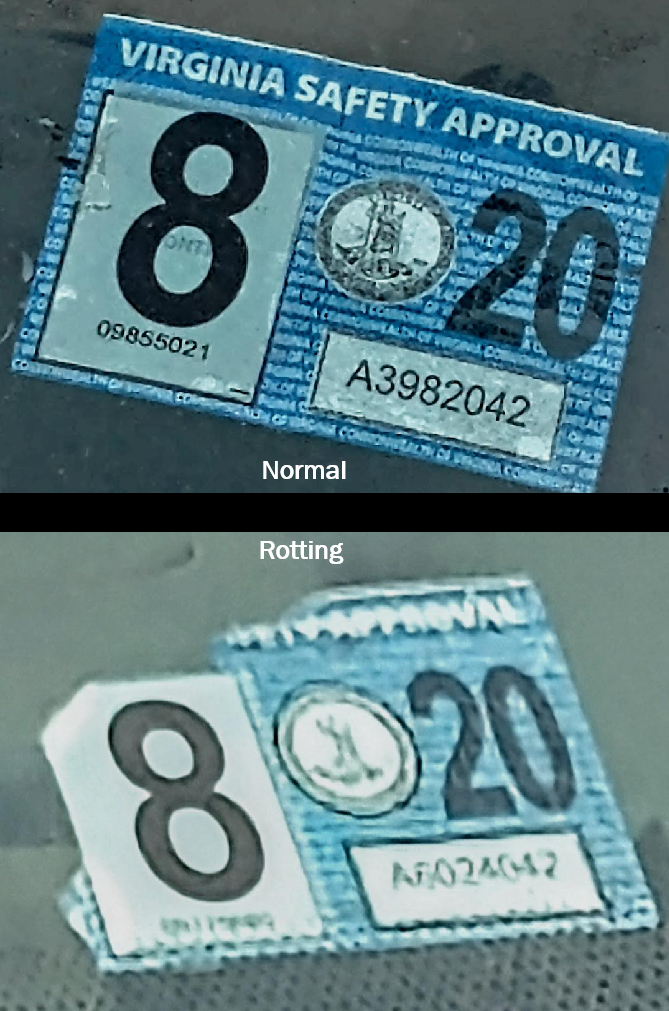 VIRGINIA SAFETY APPROVAL
8
20
09855021
A3982042
Normal
Rotting
APPROVAL
8
20